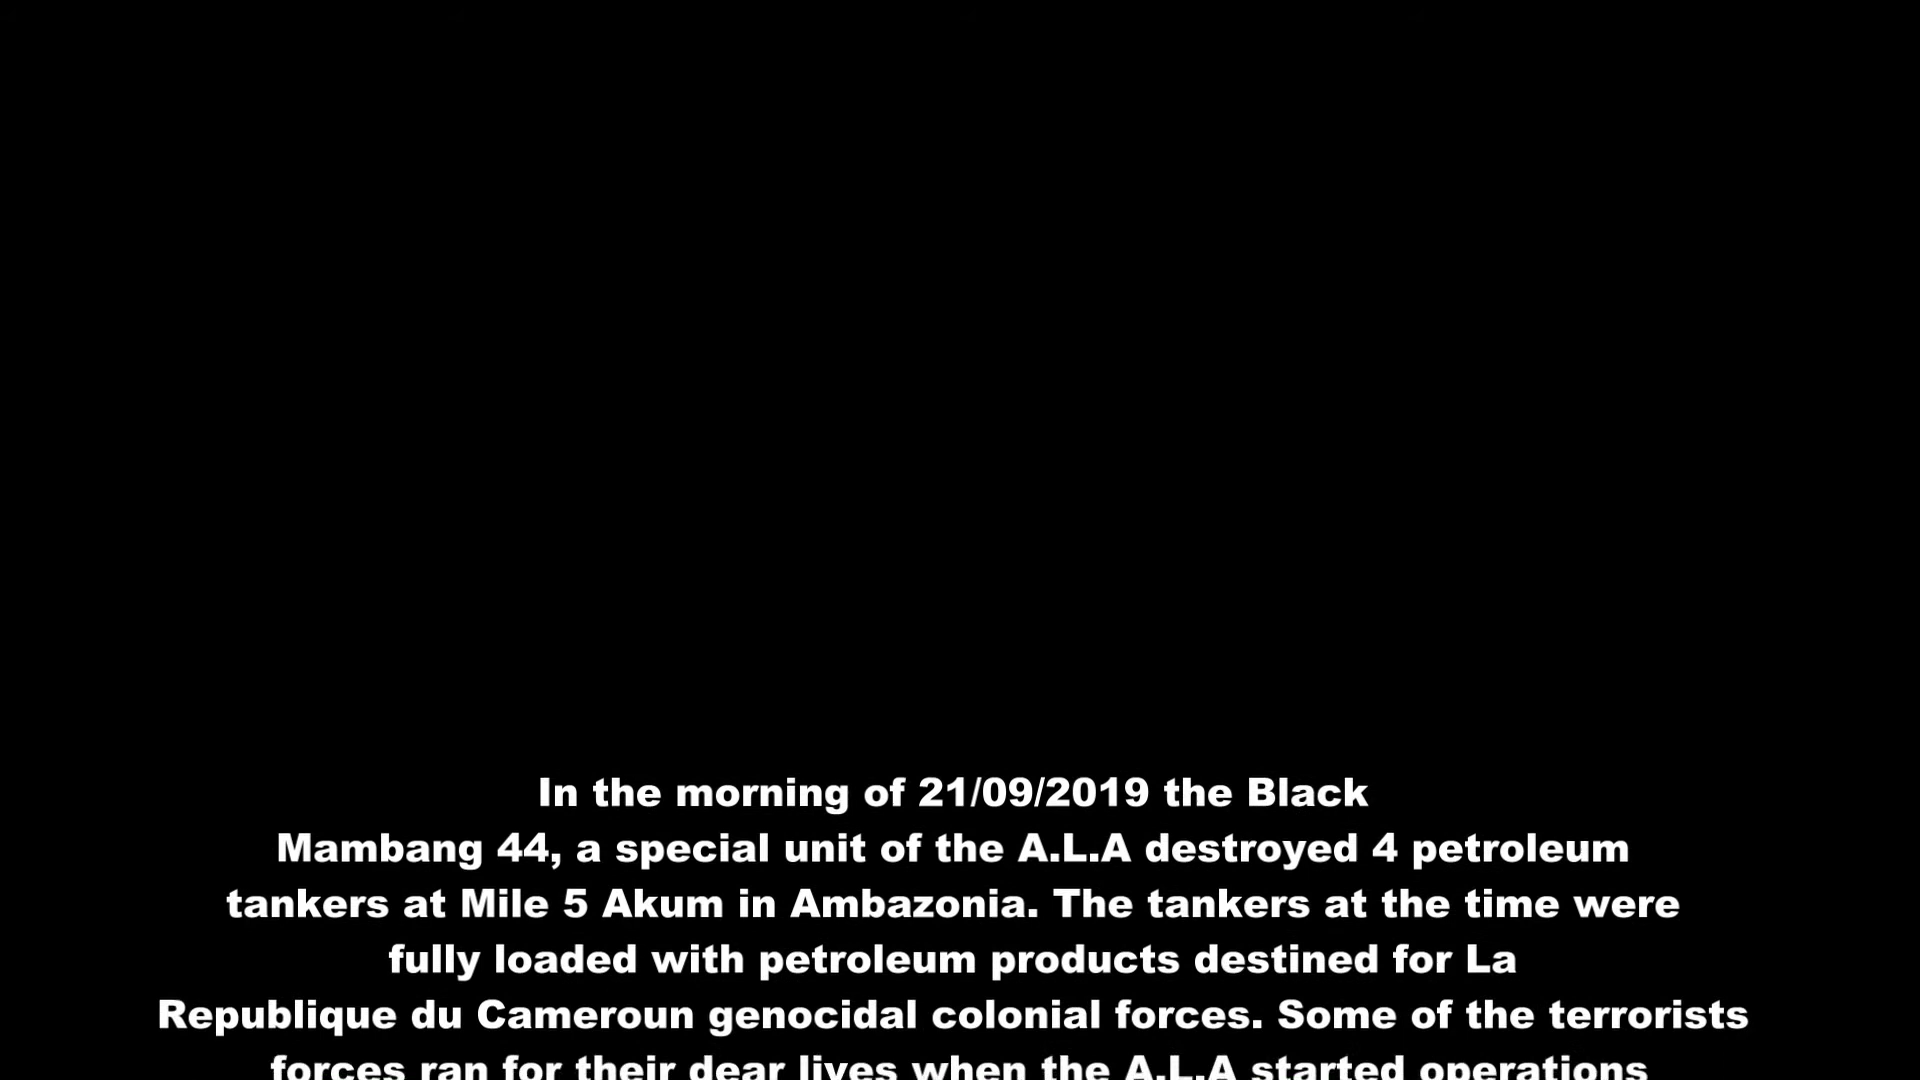 In the morning of 21/09/2019 the Black
Mambang 44, a special unit of the A.L.A destroyed 4 petroleum
tankers at Mile 5 Akum in Ambazonia. The tankers at the time were
fully loaded with petroleum products destined for La
Republique du Cameroun genocidal colonial forces. Some of the terrorists
forces ran for their dear lives when the A.L.A started operations